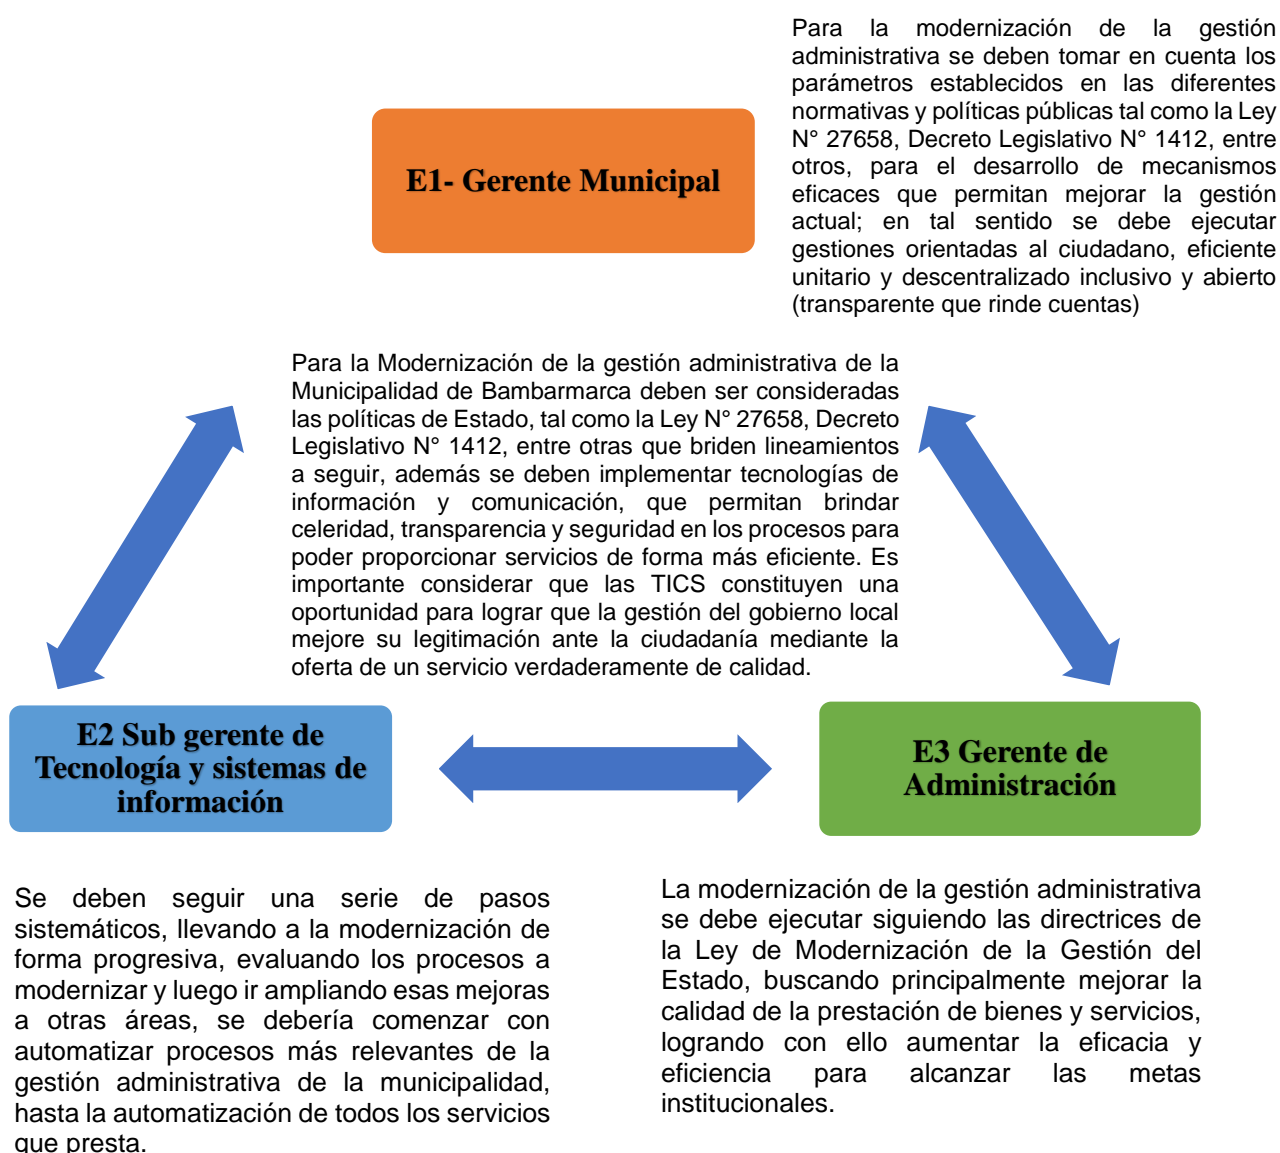 Para la modernización de la gestión
administrativa se deben tomar en cuenta los
parámetros establecidos en las diferentes
normativas y políticas públicas tal como la Ley
N° 27658, Decreto Legislativo N° 1412, entre
otros, para el desarrollo de mecanismos
eficaces que permitan mejorar la gestión
actual; en tal sentido se debe ejecutar
gestiones orientadas al ciudadano, eficiente
unitario y descentralizado inclusivo y abierto
(transparente que rinde cuentas)
E1- Gerente Municipal
Para la Modernización de la gestión administrativa de la
Municipalidad de Bambarmarca deben ser consideradas
las políticas de Estado, tal como la Ley N° 27658, Decreto
Legislativo N° 1412, entre otras que briden lineamientos
a seguir, además se deben implementar tecnologías de
información y comunicación, que permitan brindar
celeridad, transparencia y seguridad en los procesos para
poder proporcionar servicios de forma más eficiente. Es
importante considerar que las TICS constituyen una
oportunidad para lograr que la gestión del gobierno local
mejore su legitimación ante la ciudadanía mediante la
oferta de un servicio verdaderamente de calidad.
E2 Sub gerente de
Tecnología y sistemas de
información
E3 Gerente de
Administración
Se deben seguir una serie de pasos
sistemáticos, llevando a la modernización de
forma progresiva, evaluando los procesos a
modernizar y luego ir ampliando esas mejoras
a otras áreas, se debería comenzar con
automatizar procesos más relevantes de la
gestión administrativa de la municipalidad,
hasta la automatización de todos los servicios
que presta.
La modernización de la gestión administrativa
se debe ejecutar siguiendo las directrices de
la Ley de Modernización de la Gestión del
Estado, buscando principalmente mejorar la
calidad de la prestación de bienes y servicios,
logrando con ello aumentar la eficacia y
eficiencia para alcanzar las metas
institucionales.